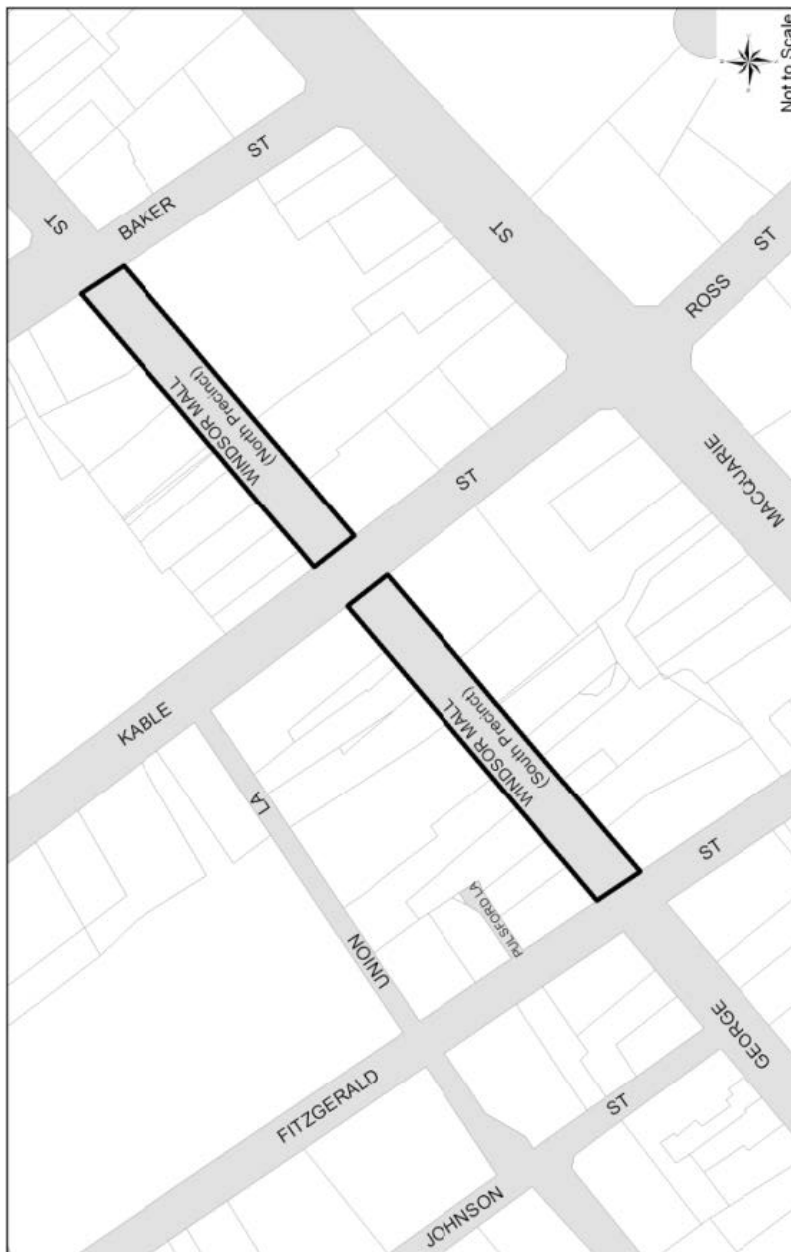 ST
BAKER
ST
WINDSOR MALL
(North Precinct)
ST
ROSS
ST
Not to Scale
KABLE
ST
MACQUARIE
LA
UNION
WINDSOR MALL
(South Precinct)
PULSFORD LA
ST
FITZGERALD
GEORGE
ST
JOHNSON